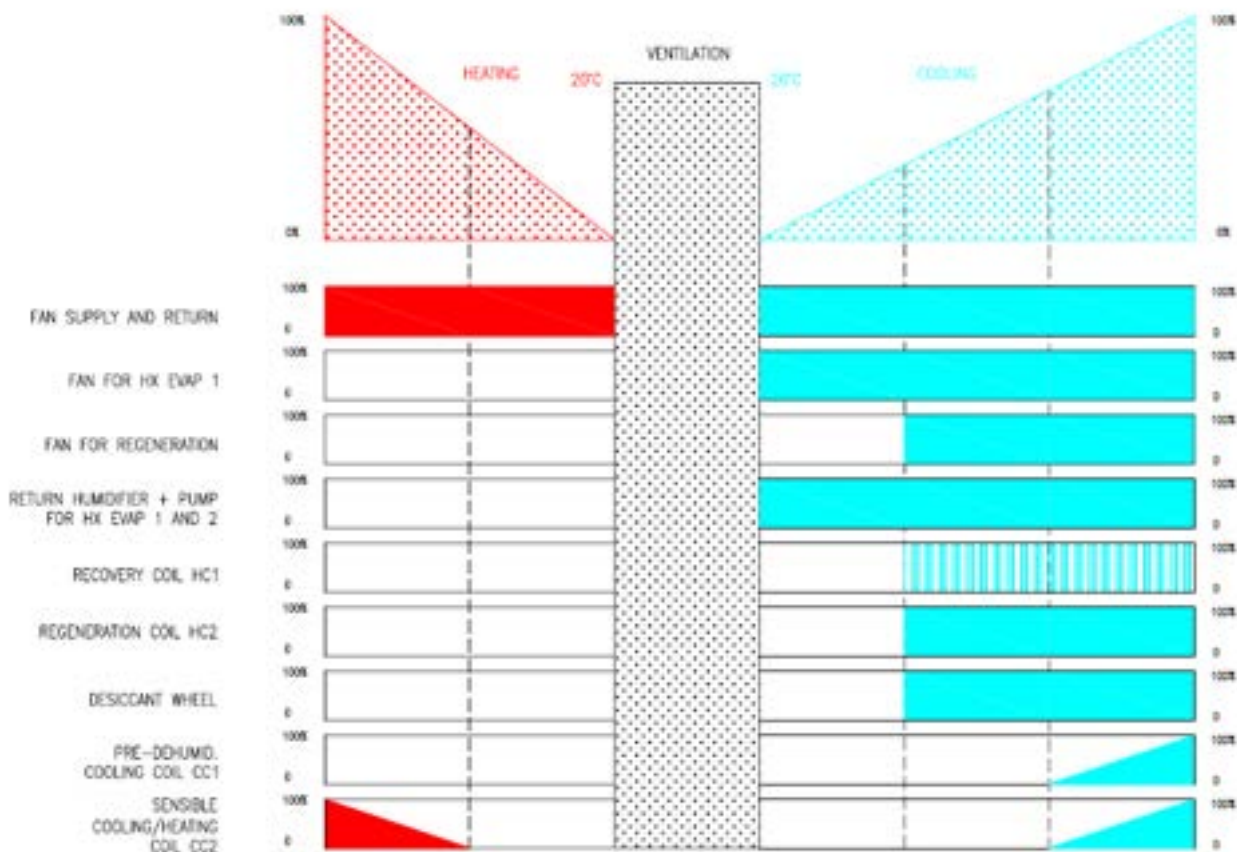 VENTILATION
100%
100%
HEATING
20°C
COOLING
0%
0%
FAN SUPPLY AND RETURN
100%
0
100%
0
FAN FOR HX EVAP 1
100%
0
100%
0
FAN FOR REGENERATION
100%
0
100%
0
RETURN HUMIDIFIER + PUMP
FOR HX EVAP 1 AND 2
100%
0
100%
0
RECOVERY COIL HC1
100%
0
100%
0
REGENERATION COIL HC2
100%
0
100%
0
DESICCANT WHEEL
100%
0
100%
0
PRE-DEHUMID.
COOLING COIL CC1
100%
0
100%
0
SENSIBLE
COOLING/HEATING
COIL CC2
100%
0
100%
0